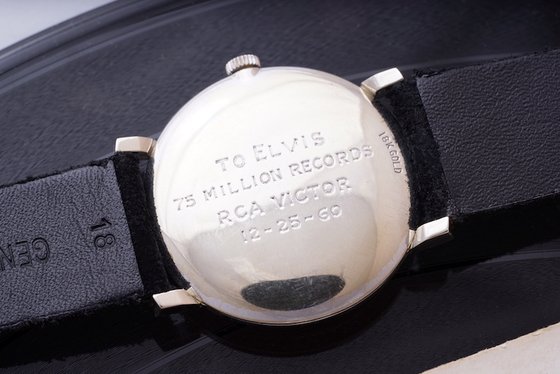 TO ELVIS
75 MILLION RECORDS
RCA VICTOR
12-25-60
18K GOLD
18
GEN